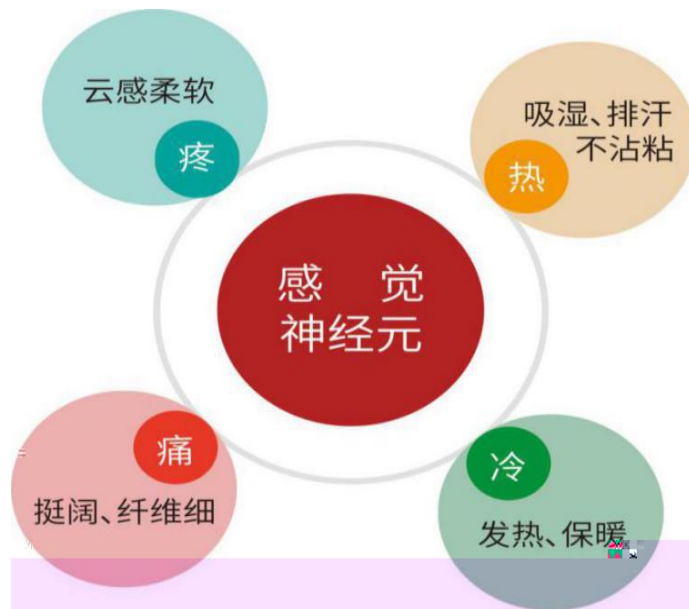 云感柔软
疼
吸湿、排汗
不沾粘
热
感 觉
神经元
痛
挺阔、纤维细
冷
发热、保暖